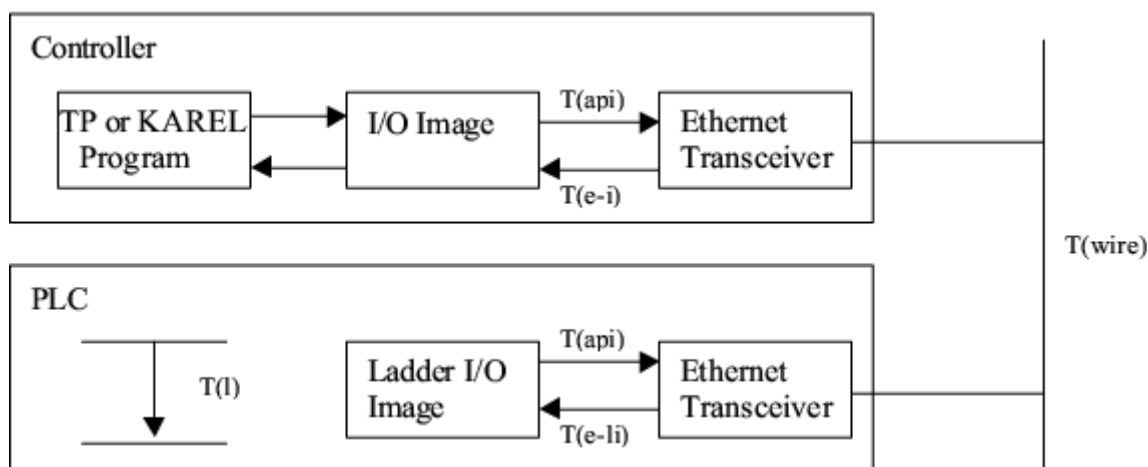 Controller
TP or KAREL
Program
I/O Image
T(api)
T(e-i)
Ethernet
Transceiver
T(wire)
PLC
T(l)
Ladder I/O
Image
T(api)
T(e-li)
Ethernet
Transceiver